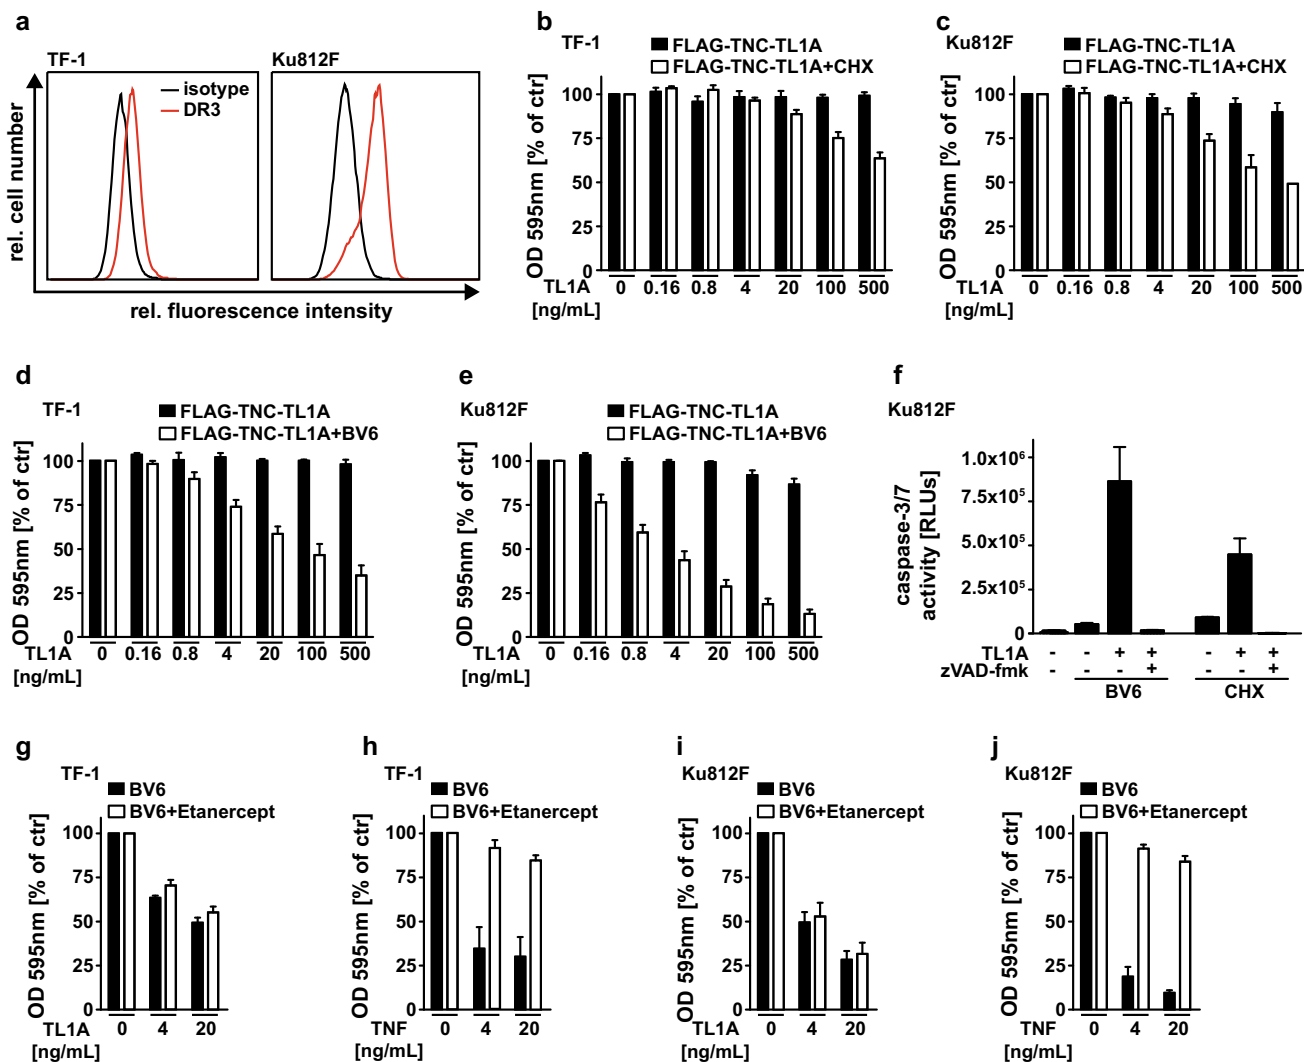 a
TF-1
Ku812F
isotype
DR3
rel. cell number
rel. fluorescence intensity
b
TF-1
FLAG-TNC-TL1A
FLAG-TNC-TL1A+CHX
OD 595nm [% of ctr]
100
75
50
25
0
TL1A
[ng/mL]
0 0.16 0.8 4 20 100 500
c
Ku812F
FLAG-TNC-TL1A
FLAG-TNC-TL1A+CHX
OD 595nm [% of ctr]
100
75
50
25
0
TL1A
[ng/mL]
0 0.16 0.8 4 20 100 500
d
TF-1
FLAG-TNC-TL1A
FLAG-TNC-TL1A+BV6
OD 595nm [% of ctr]
100
75
50
25
0
TL1A
[ng/mL]
0 0.16 0.8 4 20 100 500
e
Ku812F
FLAG-TNC-TL1A
FLAG-TNC-TL1A+BV6
OD 595nm [% of ctr]
100
75
50
25
0
TL1A
[ng/mL]
0 0.16 0.8 4 20 100 500
f
Ku812F
caspase-3/7
activity [RLUs]
1.0x10⁶
7.5x10⁵
5.0x10⁵
2.5x10⁵
0
TL1A - - + + - + +
zVAD-fmk - - - + - - +
BV6 CHX
g
TF-1
BV6
BV6+Etanercept
OD 595nm [% of ctr]
100
75
50
25
0
TL1A
[ng/mL]
0 4 20
h
TF-1
BV6
BV6+Etanercept
OD 595nm [% of ctr]
100
75
50
25
0
TNF
[ng/mL]
0 4 20
i
Ku812F
BV6
BV6+Etanercept
OD 595nm [% of ctr]
100
75
50
25
0
TL1A
[ng/mL]
0 4 20
j
Ku812F
BV6
BV6+Etanercept
OD 595nm [% of ctr]
100
75
50
25
0
TNF
[ng/mL]
0 4 20